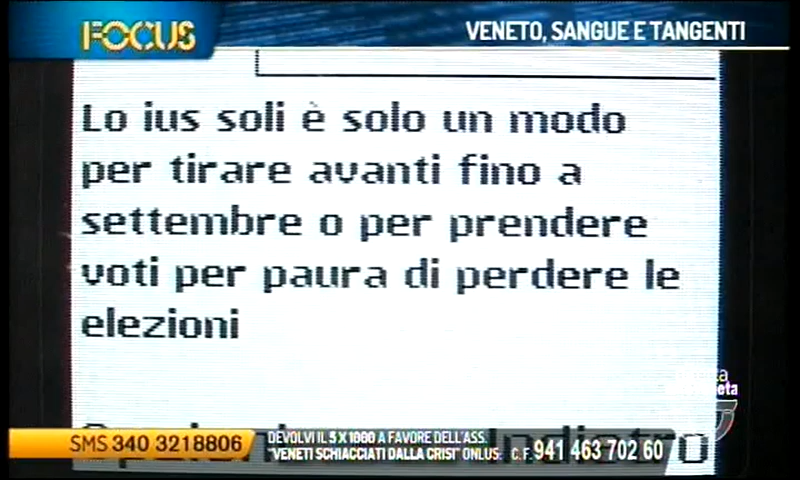 FOCUS
VENETO, SANGUE E TANGENTI
Lo ius soli è solo un modo
per tirare avanti fino a
settembre o per prendere
voti per paura di perdere le
elezioni
Indietro
SMS 340 3218806
DEVOLVI IL 5 X 1000 A FAVORE DELL'ASS.
"VENETI SCHIACCIATI DALLA CRISI" ONLUS: C.F. 941 463 702 60